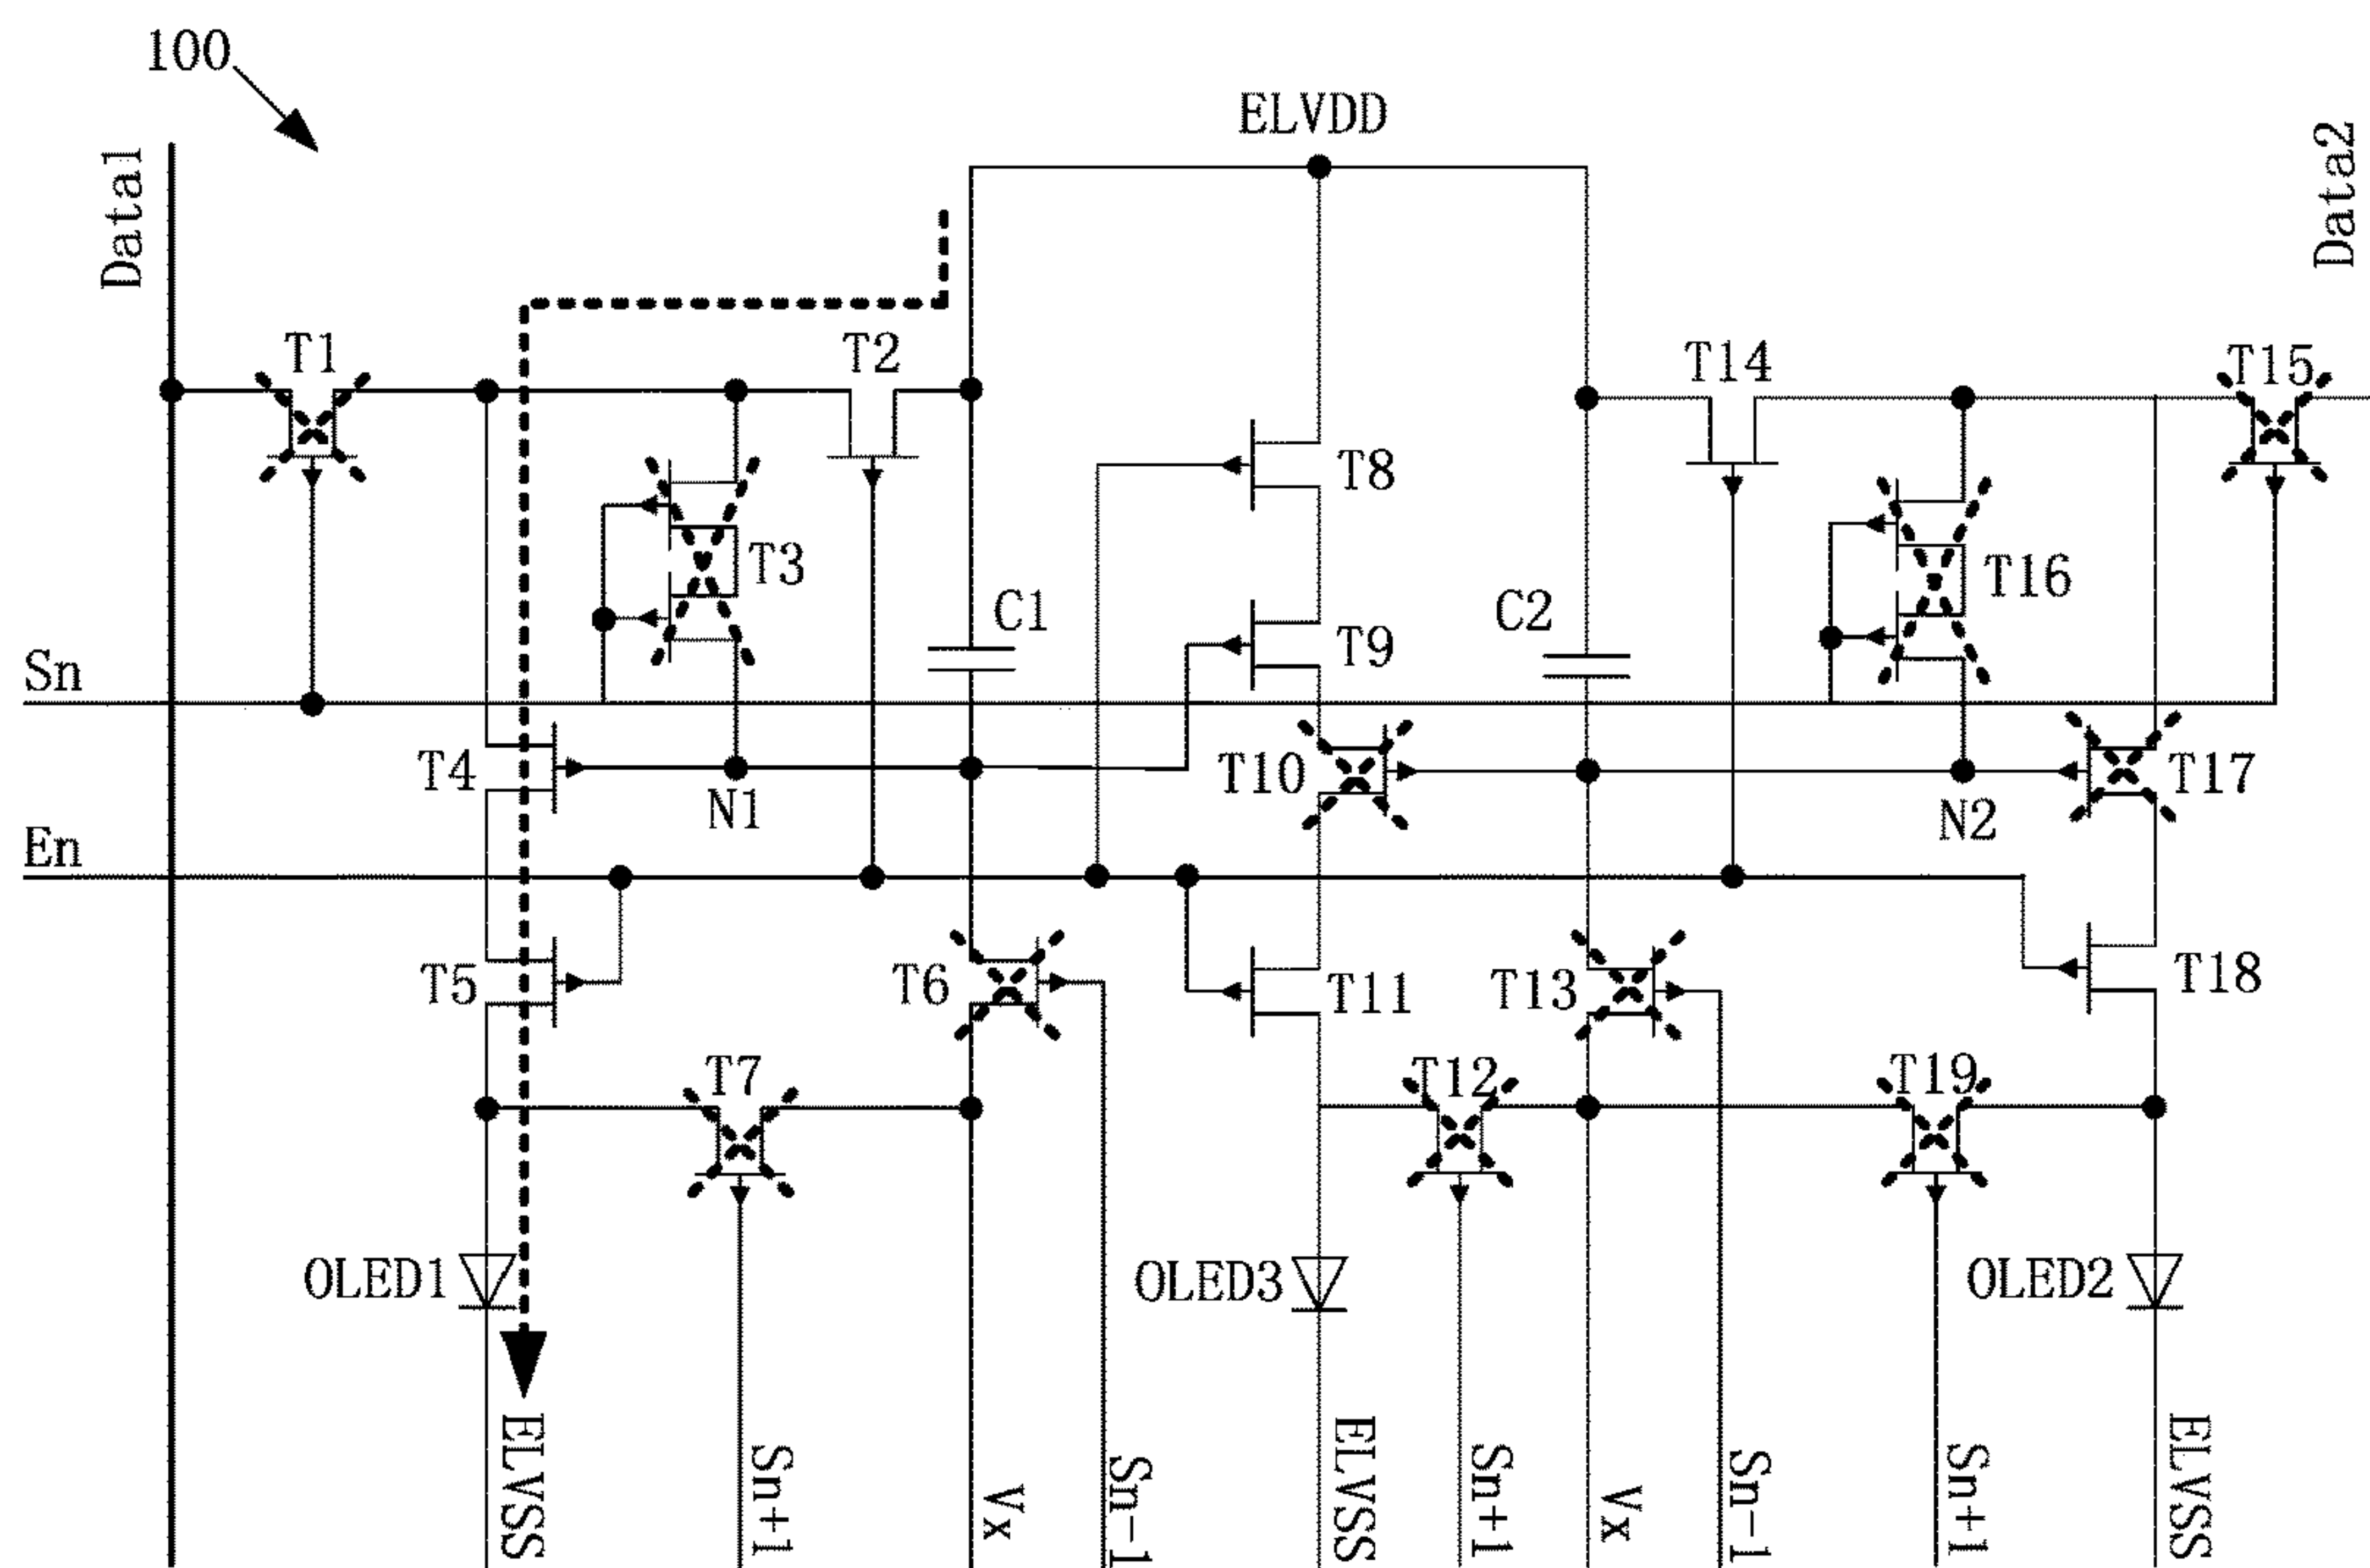 100
ELVDD
Data1
Data2
T1
T2
T14
T15
T3
T8
T16
C1
C2
T9
Sn
T4
N1
T10
N2
T17
En
T5
T6
T11
T13
T18
T7
T12
T19
OLED1
OLED3
OLED2
ELVSS
Sn+1
Vx
Sn-1
ELVSS
Sn+1
Vx
Sn-1
Sn+1
ELVSS